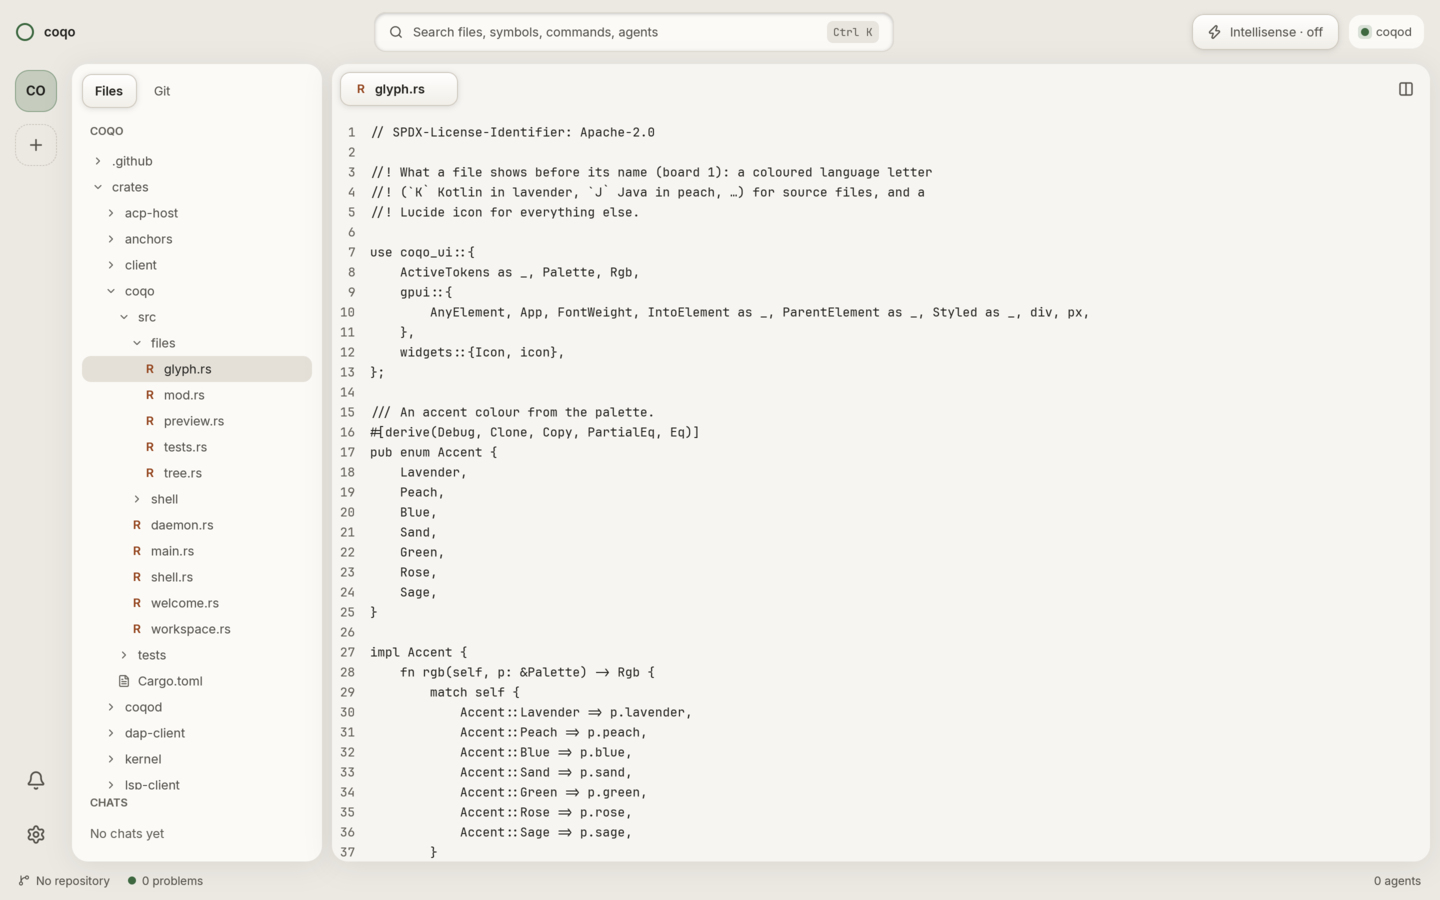 coqo
Search files, symbols, commands, agents
Ctrl K
Intellisense · off
coqod
CO
Files
Git
COQO
.github
crates
acp-host
anchors
client
coqo
src
files
R glyph.rs
R mod.rs
R preview.rs
R tests.rs
R tree.rs
shell
R daemon.rs
R main.rs
R shell.rs
R welcome.rs
R workspace.rs
tests
Cargo.toml
coqod
dap-client
kernel
lsp-client
CHATS
No chats yet
R glyph.rs
1 // SPDX-License-Identifier: Apache-2.0
2
3 //! What a file shows before its name (board 1): a coloured language letter
4 //! (`K` Kotlin in lavender, `J` Java in peach, …) for source files, and a
5 //! Lucide icon for everything else.
6
7 use coqo_ui::{
8     ActiveTokens as _, Palette, Rgb,
9     gpui::{
10         AnyElement, App, FontWeight, IntoElement as _, ParentElement as _, Styled as _, div, px,
11     },
12     widgets::{Icon, icon},
13 };
14
15 /// An accent colour from the palette.
16 #[derive(Debug, Clone, Copy, PartialEq, Eq)]
17 pub enum Accent {
18     Lavender,
19     Peach,
20     Blue,
21     Sand,
22     Green,
23     Rose,
24     Sage,
25 }
26
27 impl Accent {
28     fn rgb(self, p: &Palette) -> Rgb {
29         match self {
30             Accent::Lavender => p.lavender,
31             Accent::Peach => p.peach,
32             Accent::Blue => p.blue,
33             Accent::Sand => p.sand,
34             Accent::Green => p.green,
35             Accent::Rose => p.rose,
36             Accent::Sage => p.sage,
37         }
No repository
0 problems
0 agents